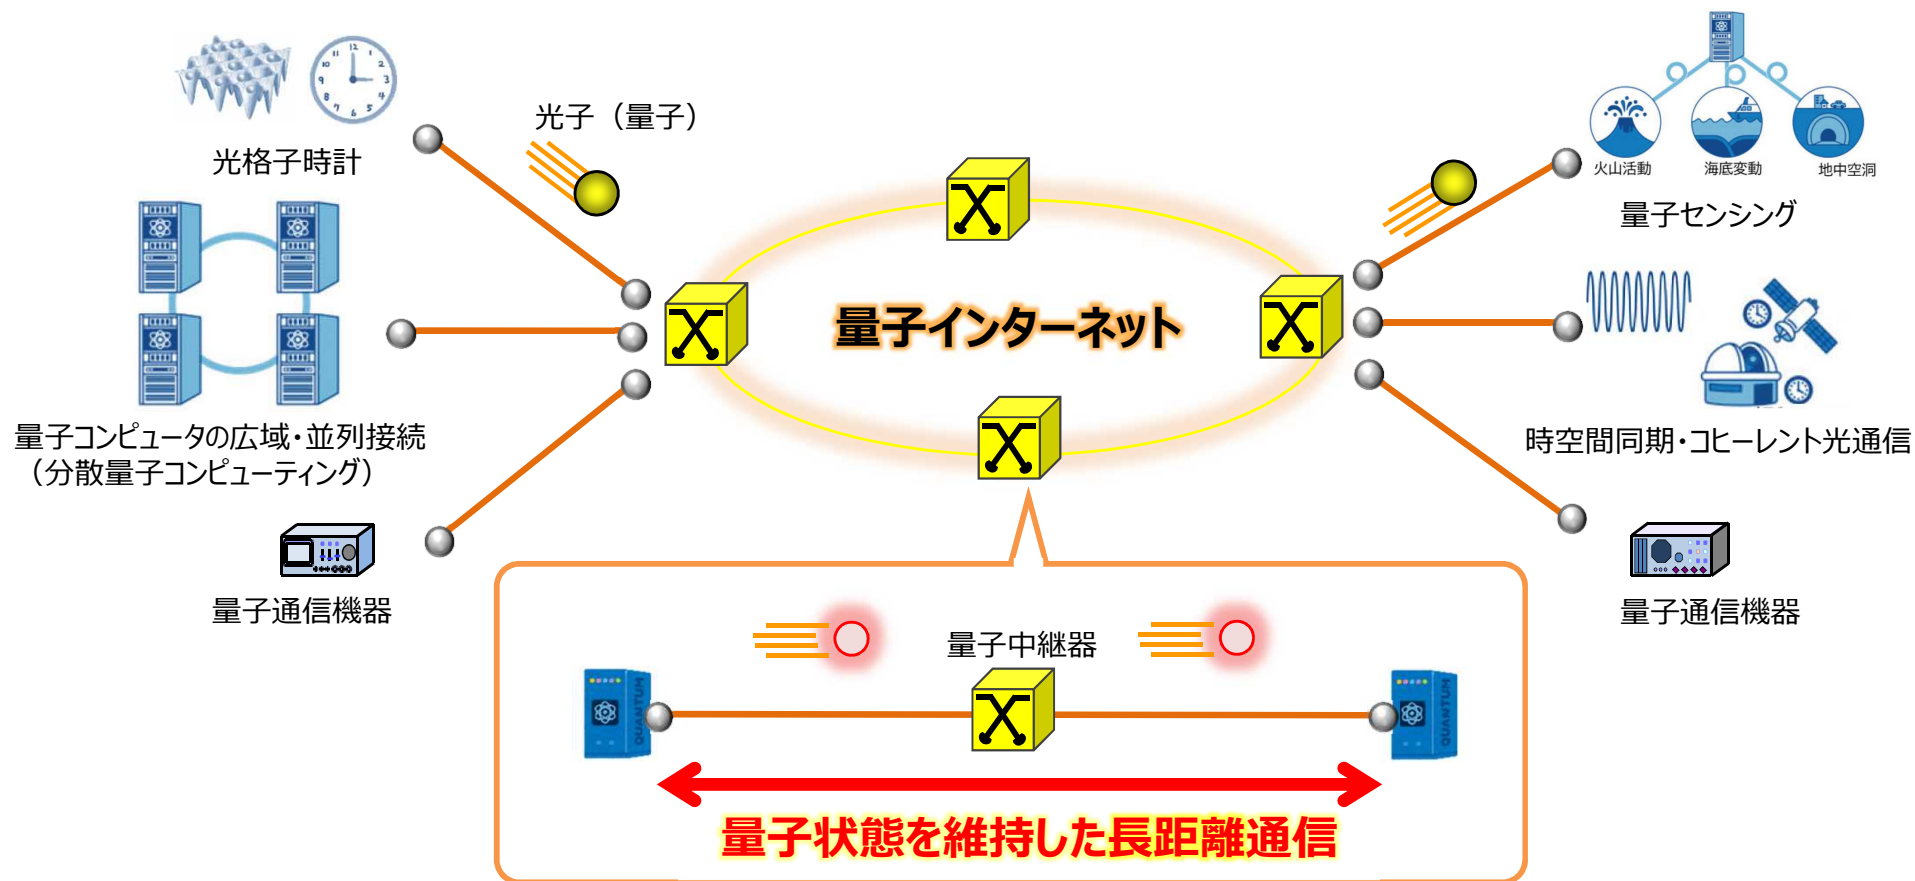 光格子時計
光子（量子）
火山活動
海底変動
地中空洞
量子センシング
量子インターネット
量子コンピュータの広域・並列接続
（分散量子コンピューティング）
時空間同期・コヒーレント光通信
量子通信機器
量子通信機器
量子中継器
QUANTUM
QUANTUM
量子状態を維持した長距離通信